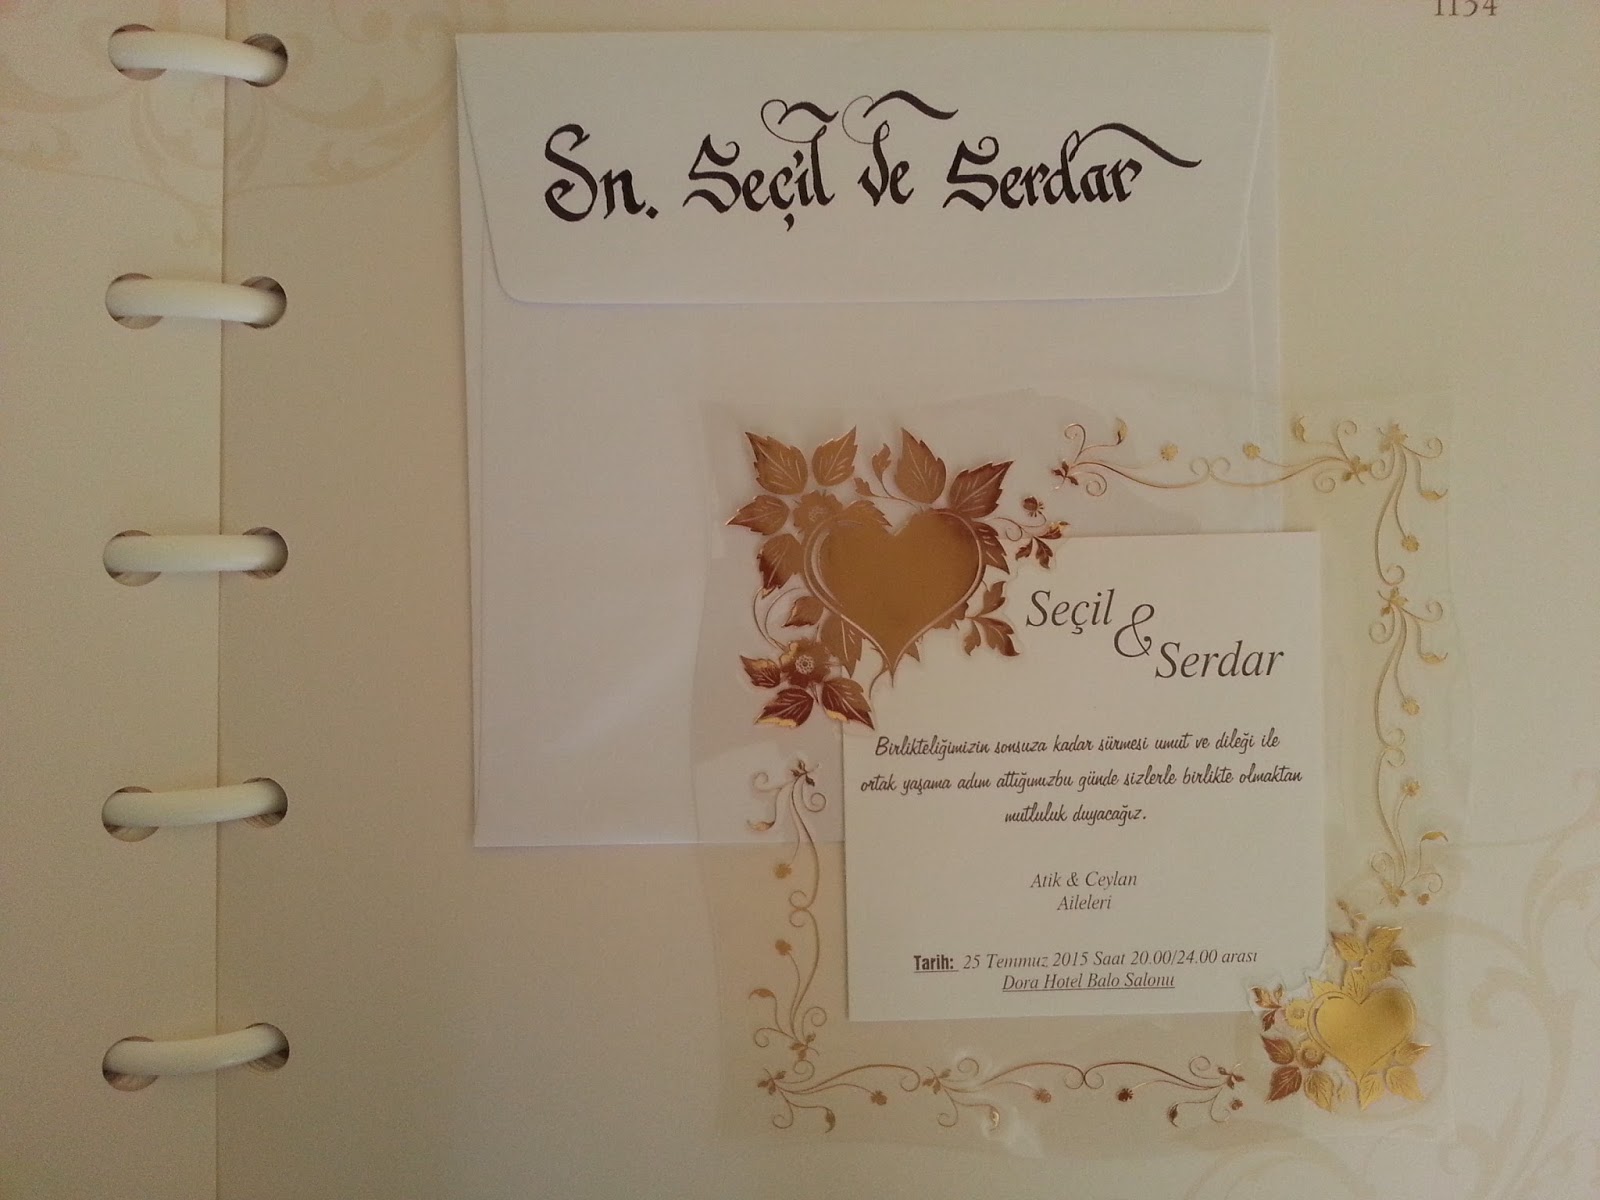 1134
Sn. Seçil ve Serdar
Seçil
&
Serdar
Birlikteliğimizin sonsuza kadar sürmesi umut ve dileği ile
ortak yaşama adım attığımızbu günde sizlerle birlikte olmaktan
mutluluk duyacağız.
Atik & Ceylan
Aileleri
Tarih: 25 Temmuz 2015 Saat 20.00/24.00 arası
Dora Hotel Balo Salonu